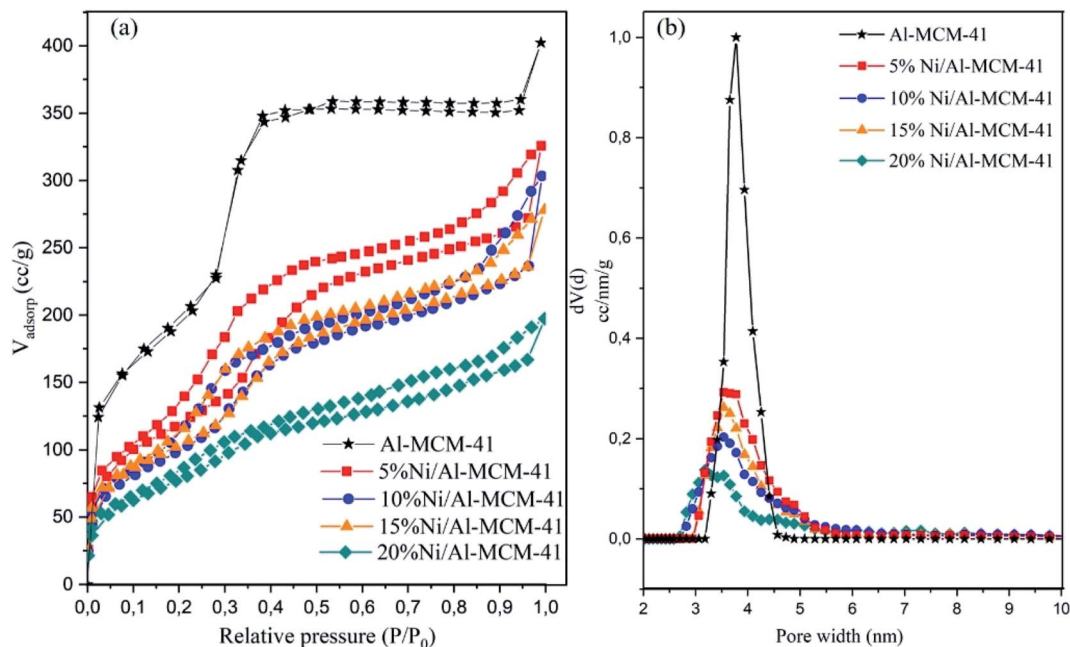 (a)
400
350
300
250
200
150
100
50
0
V_adsorp (cc/g)
0,0 0,1 0,2 0,3 0,4 0,5 0,6 0,7 0,8 0,9 1,0
Relative pressure (P/P₀)
Al-MCM-41
5%Ni/Al-MCM-41
10%Ni/Al-MCM-41
15%Ni/Al-MCM-41
20%Ni/Al-MCM-41
(b)
1,0
0,8
0,6
0,4
0,2
0,0
dV(d)
cc/nm/g
2 3 4 5 6 7 8 9 10
Pore width (nm)
Al-MCM-41
5% Ni/Al-MCM-41
10% Ni/Al-MCM-41
15% Ni/Al-MCM-41
20% Ni/Al-MCM-41